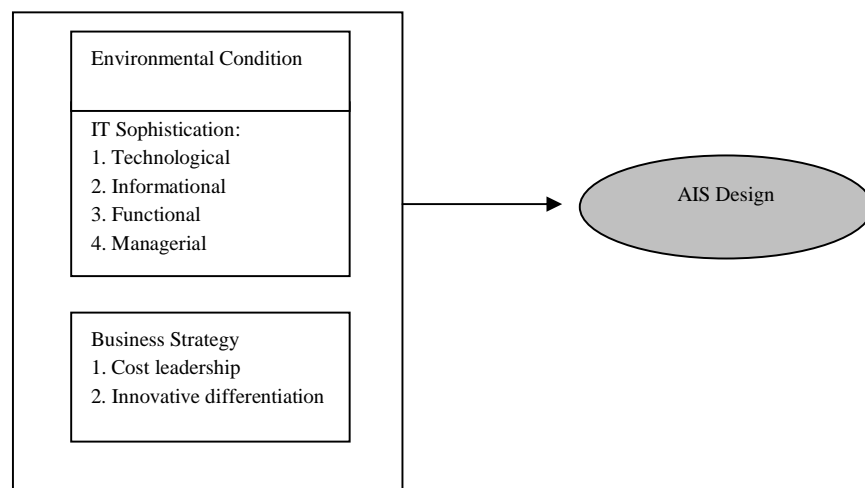 Environmental Condition
IT Sophistication:
1. Technological
2. Informational
3. Functional
4. Managerial
AIS Design
Business Strategy
1. Cost leadership
2. Innovative differentiation